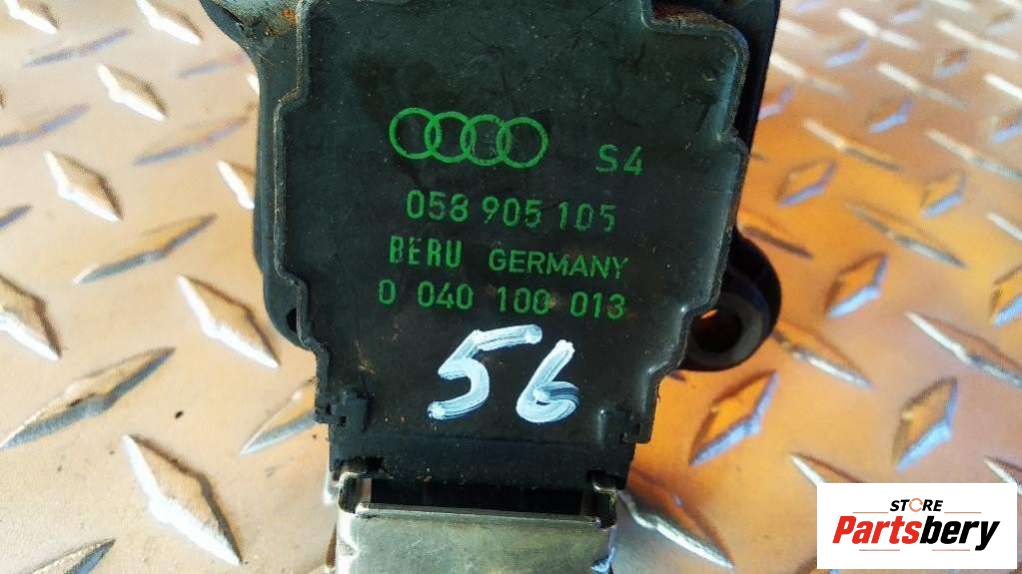 S4
058 905 105
BERU GERMANY
0 040 100 013
56
STORE
Partsbery